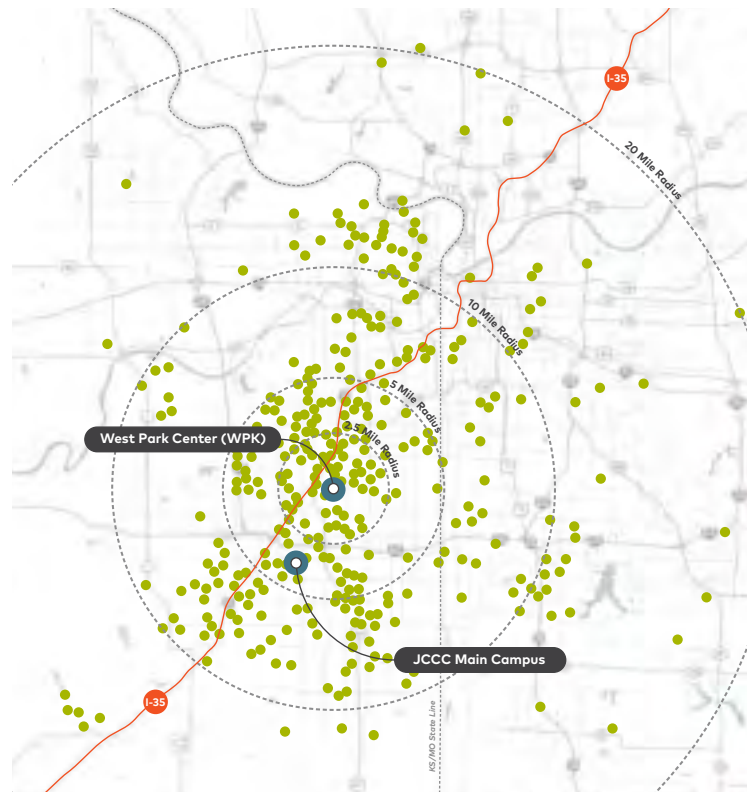 I-35
20 Mile Radius
10 Mile Radius
5 Mile Radius
2.5 Mile Radius
West Park Center (WPK)
JCCC Main Campus
I-35
KS/MO State Line